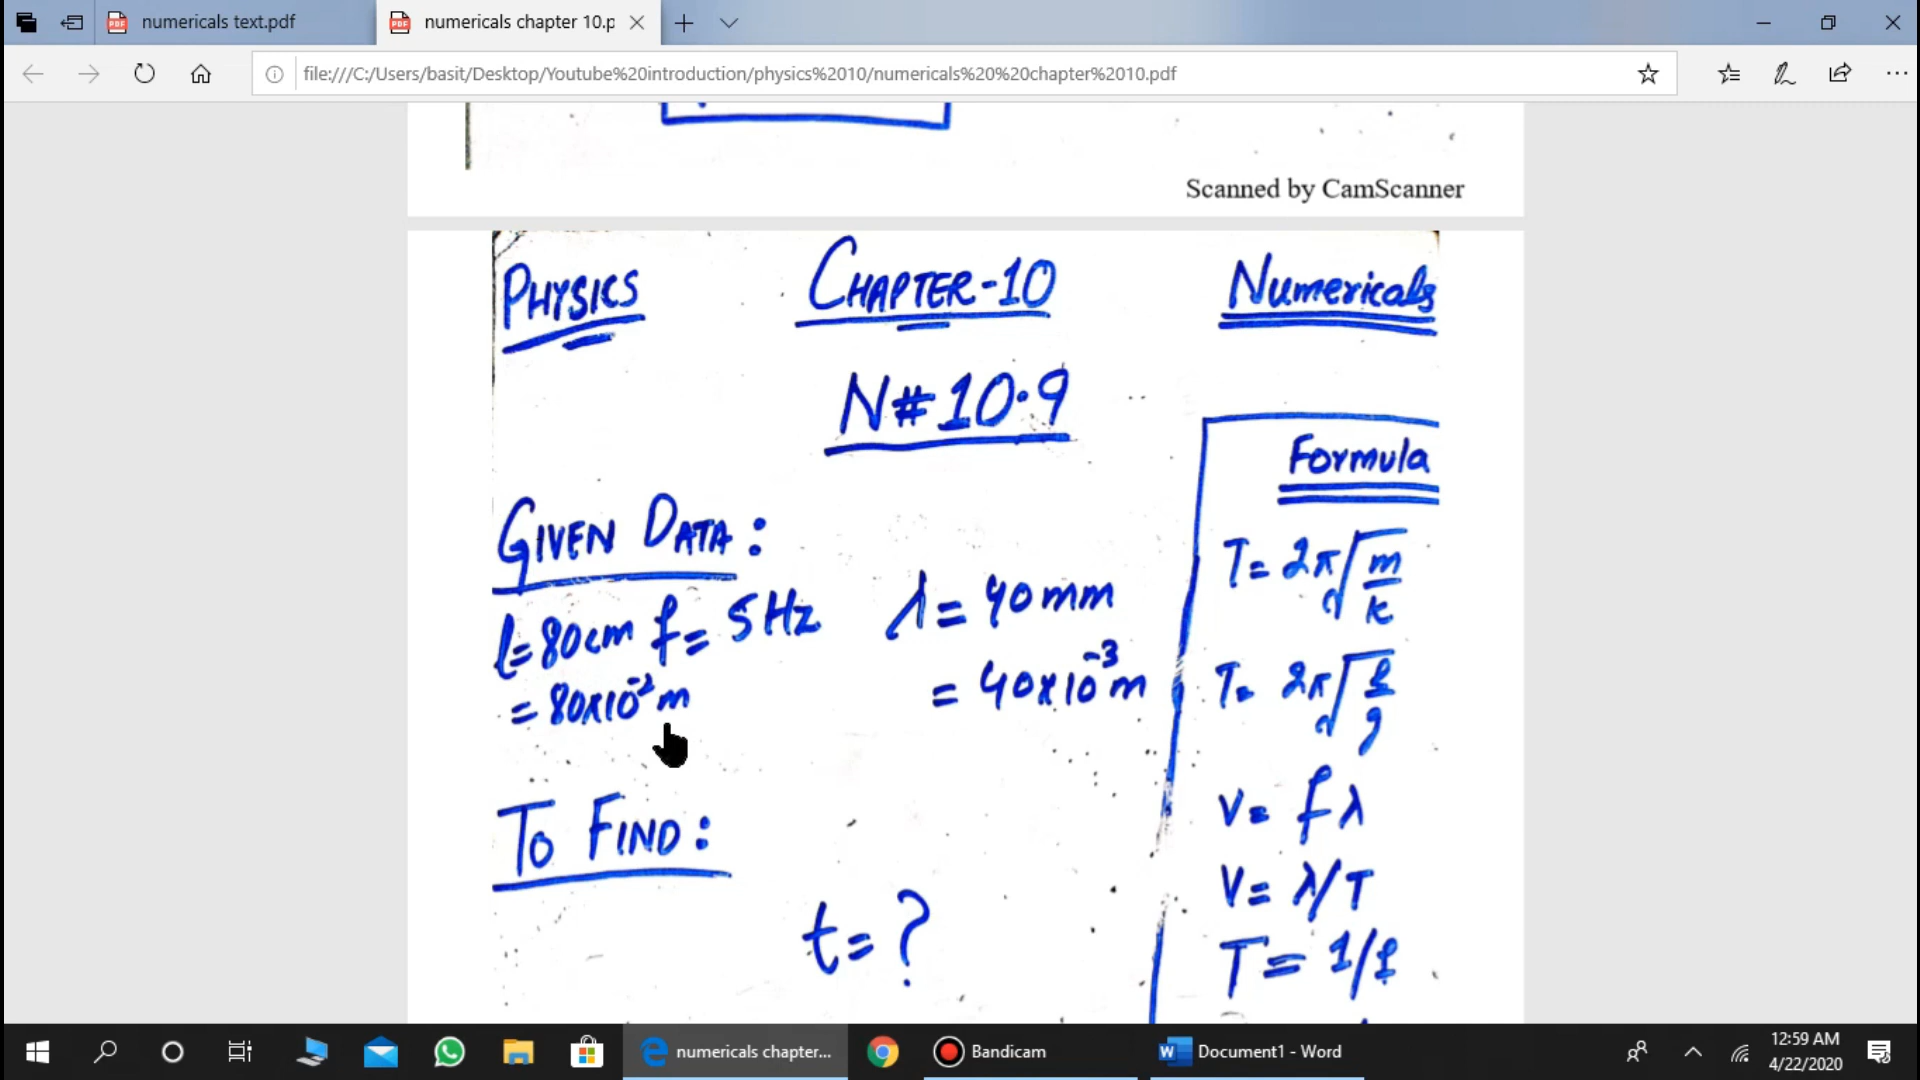 numericals text.pdf
numericals chapter 10.p
file:///C:/Users/basit/Desktop/Youtube%20introduction/physics%2010/numericals%20%20chapter%2010.pdf
Scanned by CamScanner
PHYSICS CHAPTER-10 Numericals
N#10.9
Formula
GIVEN DATA:
T= 2π√m/k
l=80cm f= 5Hz λ= 40mm
=80x10⁻²m = 40x10⁻³m
T= 2π√l/g
TO FIND:
V= fλ
V= λ/T
t=?
T= 1/f
numericals chapter...
Bandicam
Document1 - Word
12:59 AM
4/22/2020